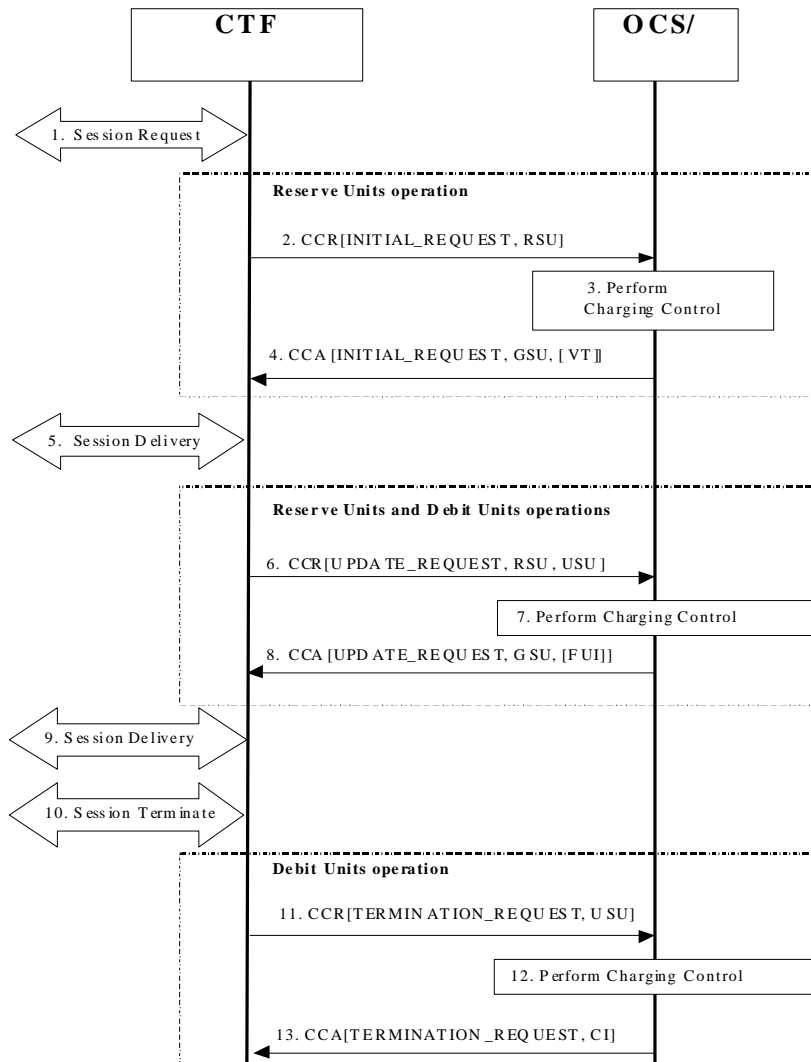 CTF
OCS/
1. Session Request
Reserve Units operation
2. CCR[INITIAL_REQUEST, RSU]
3. Perform
Charging Control
4. CCA [INITIAL_REQUEST, GSU, [VT]]
5. Session Delivery
Reserve Units and Debit Units operations
6. CCR[UPDATE_REQUEST, RSU, USU]
7. Perform Charging Control
8. CCA[UPDATE_REQUEST, GSU, [FUI]]
9. Session Delivery
10. Session Terminate
Debit Units operation
11. CCR[TERMINATION_REQUEST, USU]
12. Perform Charging Control
13. CCA[TERMINATION_REQUEST, CI]